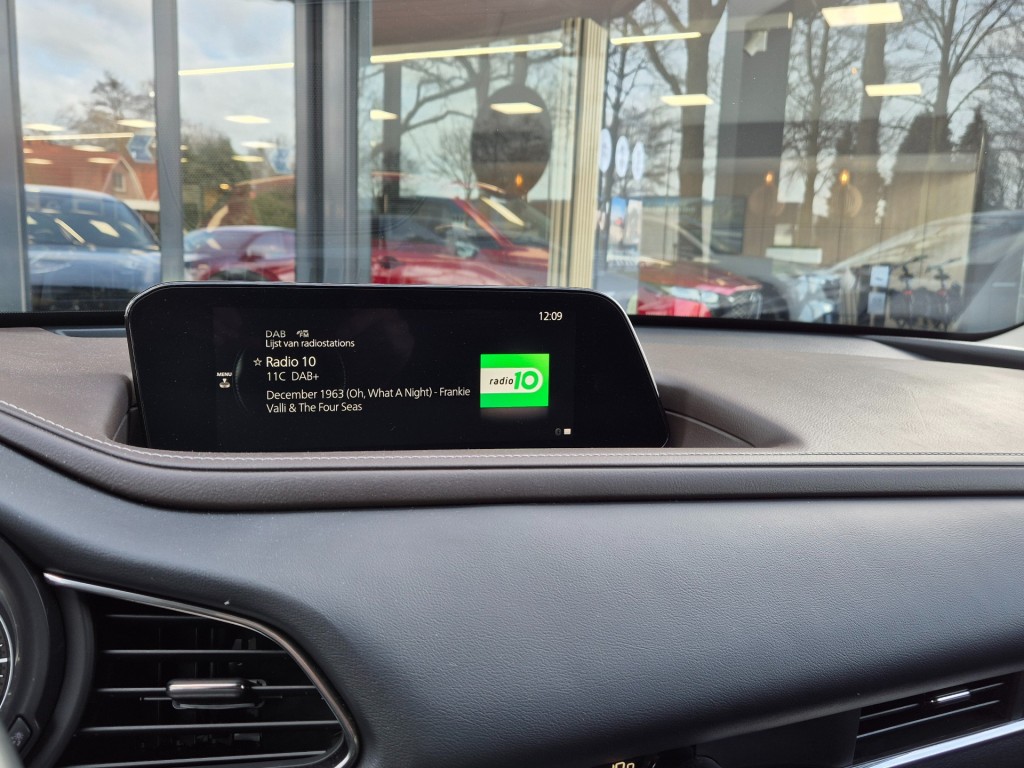 12:09
DAB
Lijst van radiostations
☆ Radio 10
11C DAB+
December 1963 (Oh, What A Night) - Frankie
Valli & The Four Seas
MENU
radio10